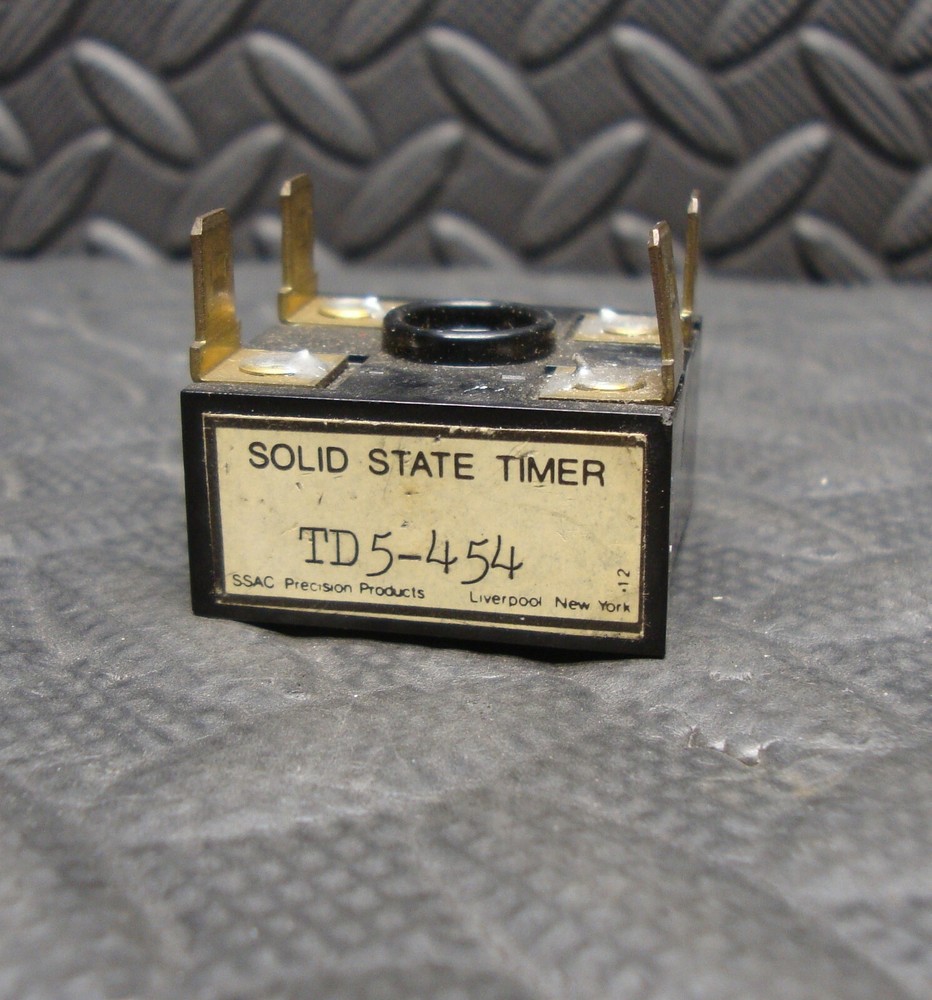 SOLID STATE TIMER
TD5-454
SSAC Precision Products Liverpool New York
.12